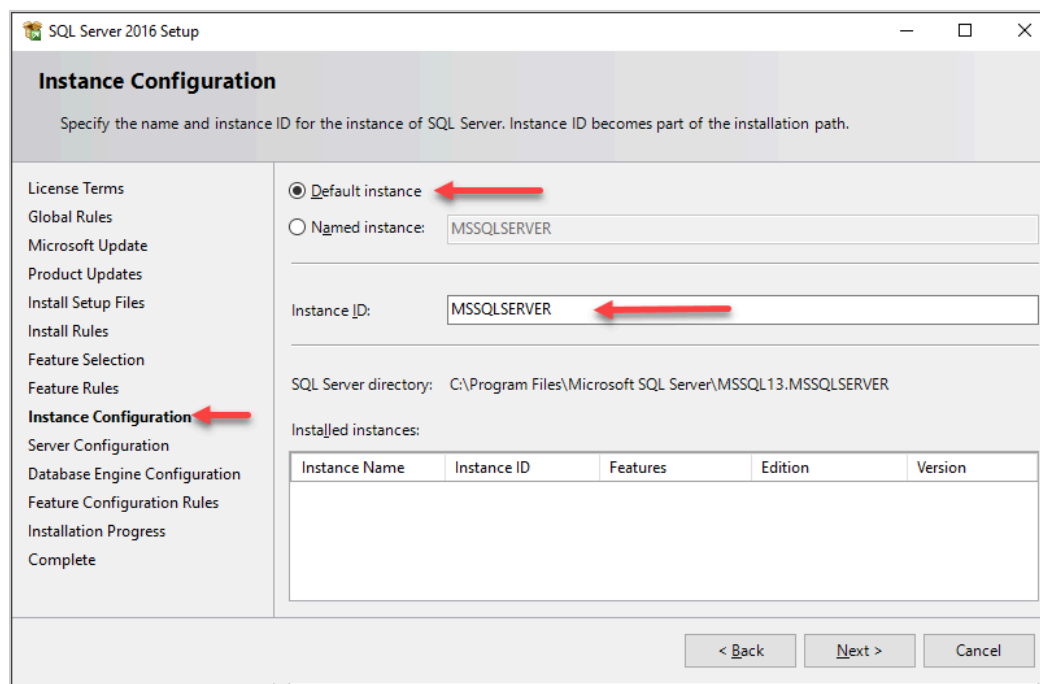 SQL Server 2016 Setup
Instance Configuration
Specify the name and instance ID for the instance of SQL Server. Instance ID becomes part of the installation path.
License Terms
Global Rules
Microsoft Update
Product Updates
Install Setup Files
Install Rules
Feature Selection
Feature Rules
Instance Configuration
Server Configuration
Database Engine Configuration
Feature Configuration Rules
Installation Progress
Complete
Default instance
Named instance: MSSQLSERVER
Instance ID: MSSQLSERVER
SQL Server directory: C:\Program Files\Microsoft SQL Server\MSSQL13.MSSQLSERVER
Installed instances:
Instance Name Instance ID Features Edition Version
< Back Next > Cancel